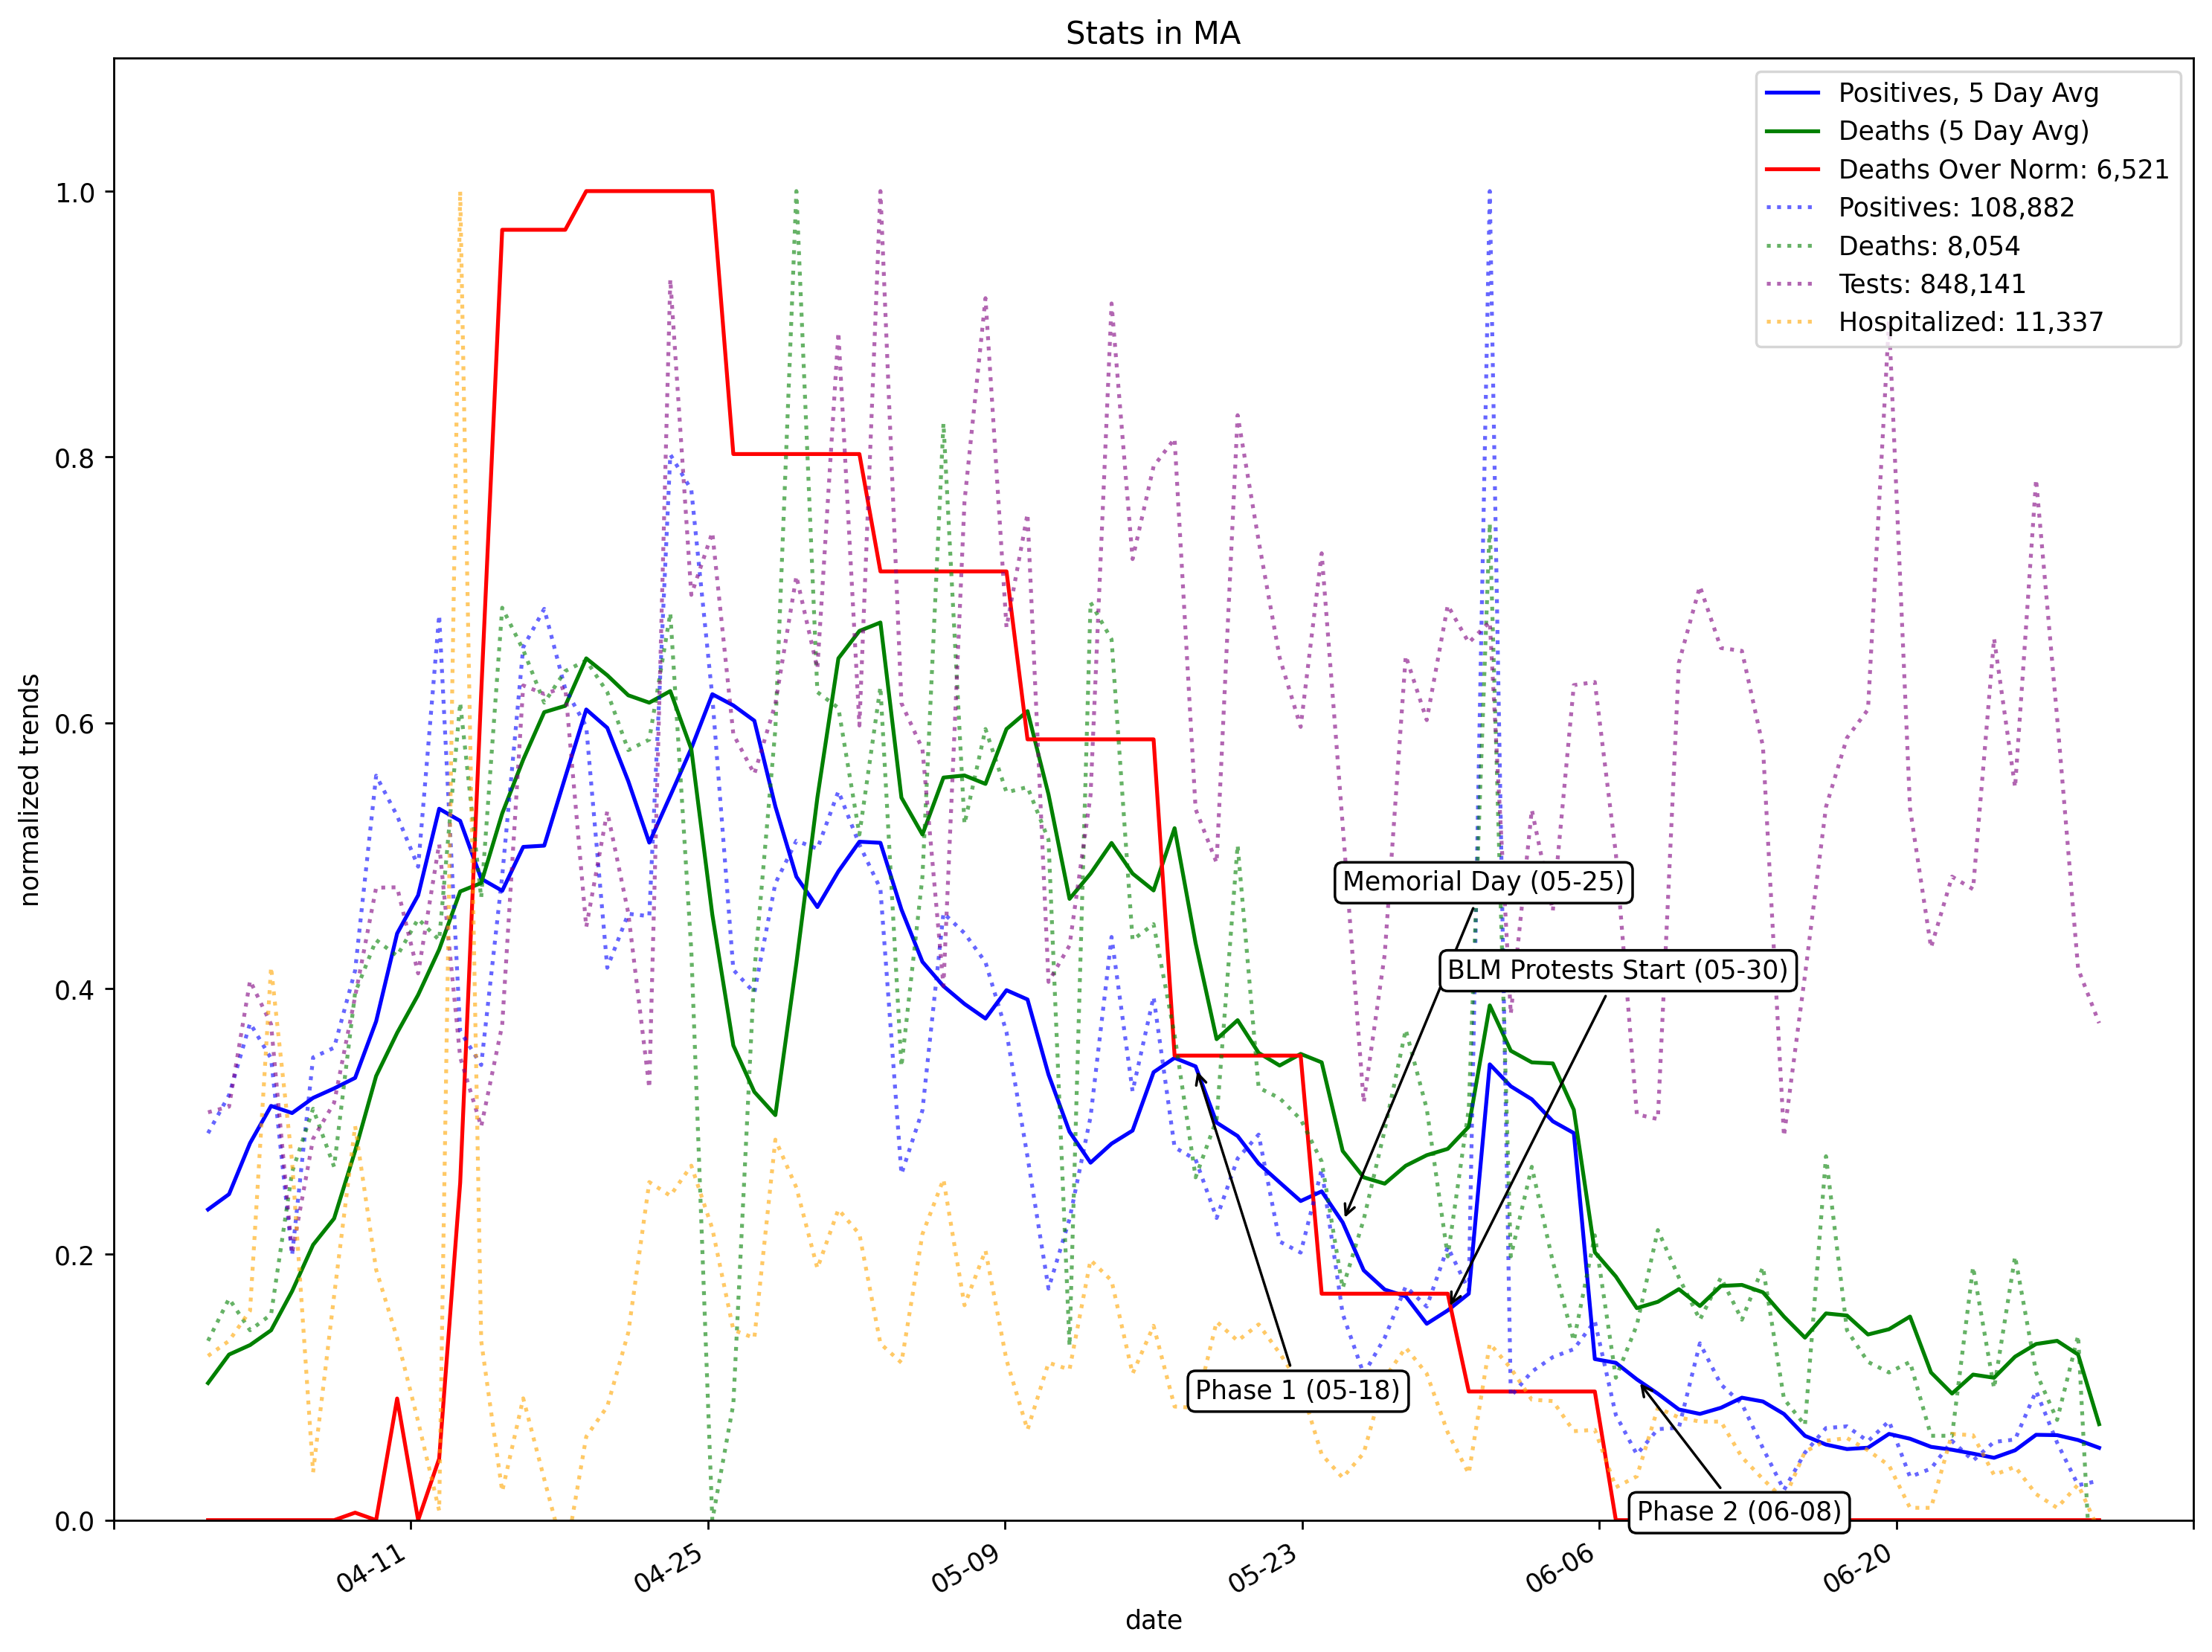 Stats in MA
Positives, 5 Day Avg
Deaths (5 Day Avg)
Deaths Over Norm: 6,521
Positives: 108,882
Deaths: 8,054
Tests: 848,141
Hospitalized: 11,337
normalized trends
1.0
0.8
0.6
0.4
0.2
0.0
Memorial Day (05-25)
BLM Protests Start (05-30)
Phase 1 (05-18)
Phase 2 (06-08)
04-11
04-25
05-09
05-23
06-06
06-20
date